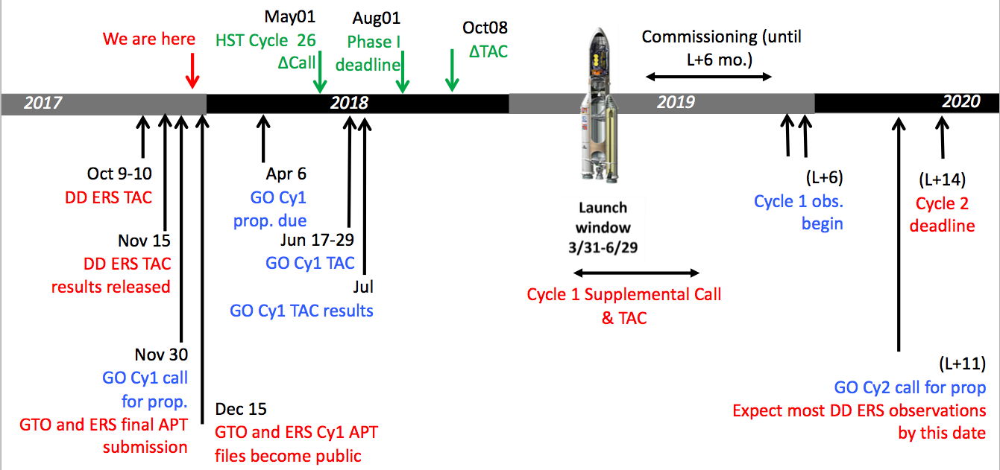 We are here
May01
HST Cycle 26
ΔCall
Aug01
Phase I
deadline
Oct08
ΔTAC
Commissioning (until
L+6 mo.)
2017
2018
2019
2020
Oct 9-10
DD ERS TAC
Nov 15
DD ERS TAC
results released
Nov 30
GO Cy1 call
for prop.
GTO and ERS final APT
submission
Dec 15
GTO and ERS Cy1 APT
files become public
Apr 6
GO Cy1
prop. due
Jun 17-29
GO Cy1 TAC
Jul
GO Cy1 TAC results
Launch
window
3/31-6/29
Cycle 1 Supplemental Call
& TAC
(L+6)
Cycle 1 obs.
begin
(L+11)
GO Cy2 call for prop
Expect most DD ERS observations
by this date
(L+14)
Cycle 2
deadline